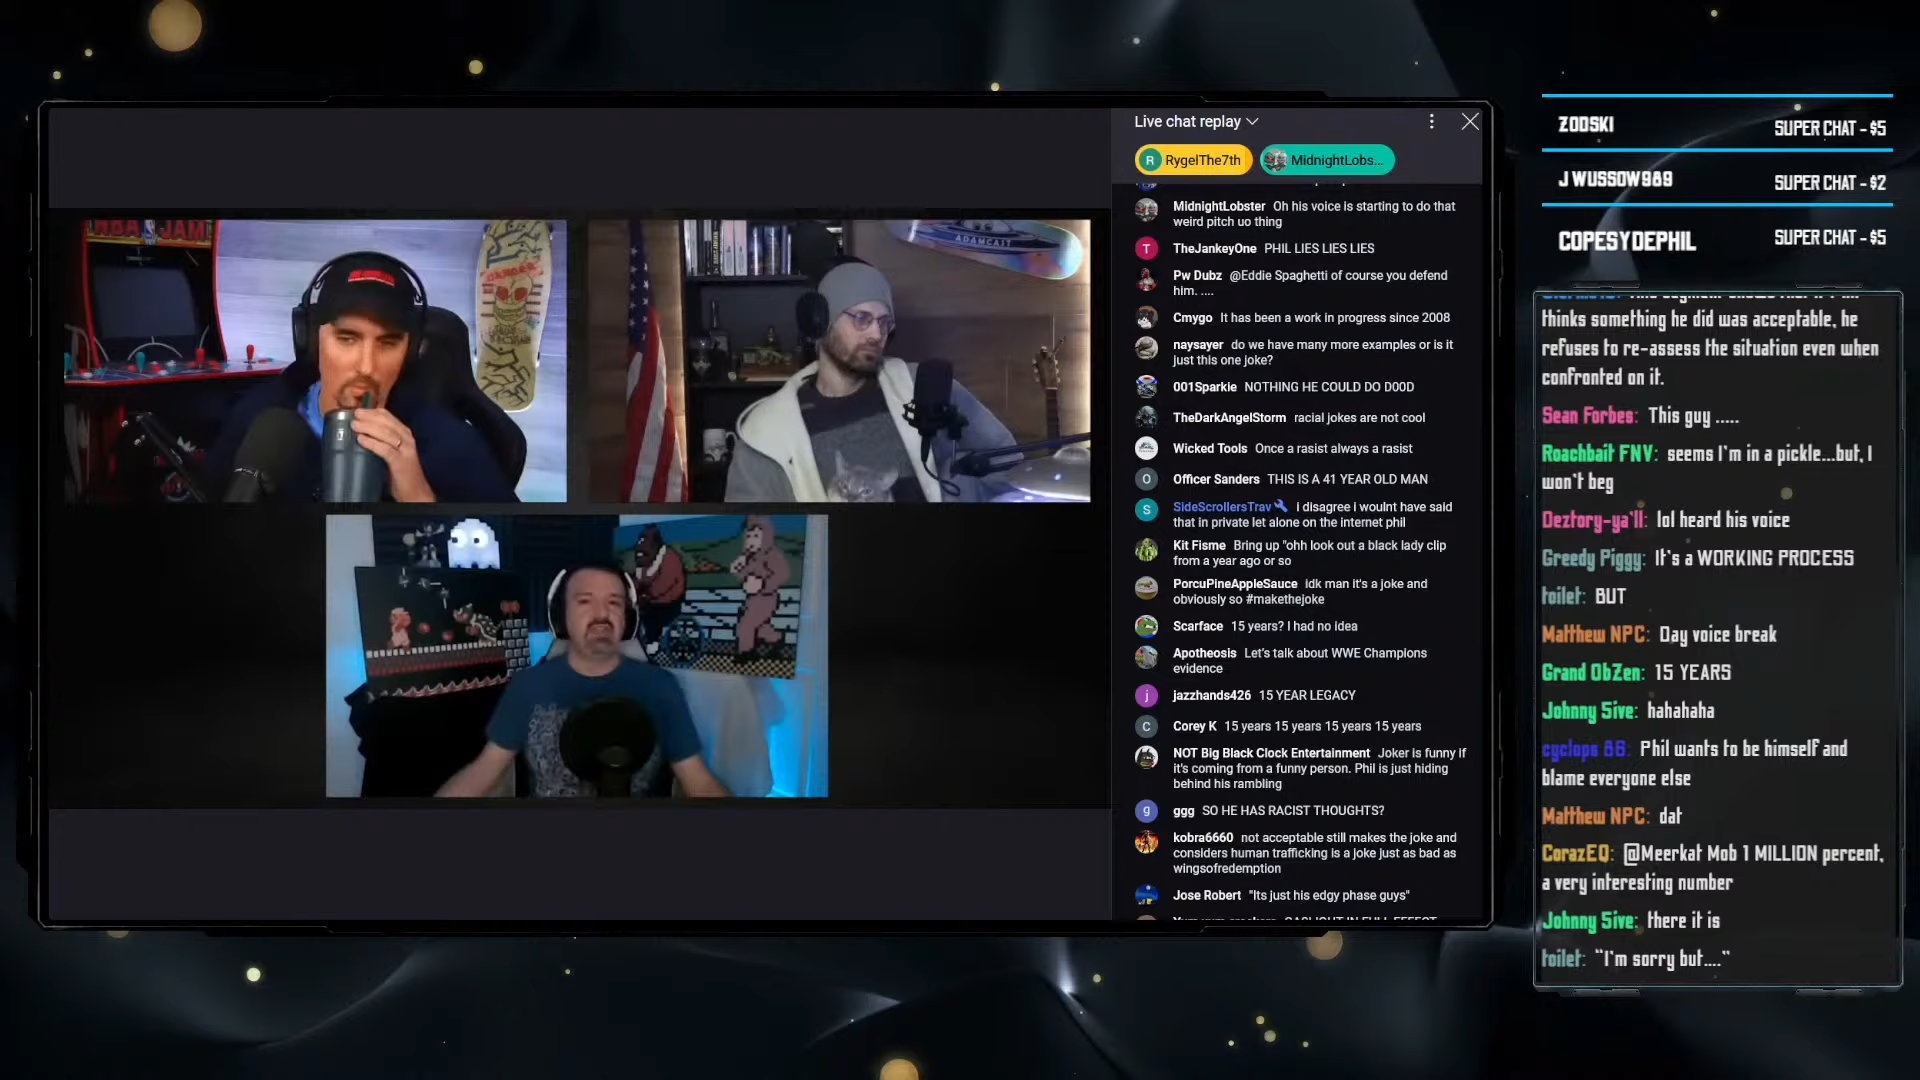 NBA JAM
ADAMCAST
Live chat replay
R RygelThe7th
MidnightLobs...
MidnightLobster Oh his voice is starting to do that
weird pitch uo thing
T TheJankeyOne PHIL LIES LIES LIES
Pw Dubz @Eddie Spaghetti of course you defend
him. ....
Cmygo It has been a work in progress since 2008
naysayer do we have many more examples or is it
just this one joke?
001Sparkie NOTHING HE COULD DO D00D
TheDarkAngelStorm racial jokes are not cool
Wicked Tools Once a rasist always a rasist
O Officer Sanders THIS IS A 41 YEAR OLD MAN
S SideScrollersTrav i disagree i woulnt have said
that in private let alone on the internet phil
Kit Fisme Bring up "ohh look out a black lady clip
from a year ago or so
PorcuPineAppleSauce Idk man it's a joke and
obviously so #makethejoke
Scarface 15 years? I had no idea
Apotheosis Let's talk about WWE Champions
evidence
j jazzhands426 15 YEAR LEGACY
C Corey K 15 years 15 years 15 years 15 years
NOT Big Black Clock Entertainment Joker is funny if
it's coming from a funny person. Phil is just hiding
behind his rambling
g ggg SO HE HAS RACIST THOUGHTS?
kobra6660 not acceptable still makes the joke and
considers human trafficking is a joke just as bad as
wingsofredemption
Jose Robert "Its just his edgy phase guys"
ZODSKI SUPER CHAT - $5
J WUSSOW989 SUPER CHAT - $2
COPESYDEPHIL SUPER CHAT - $5
thinks something he did was acceptable, he
refuses to re-assess the situation even when
confronted on it.
Sean Forbes: This guy .....
Roachbait FNV: seems I'm in a pickle...but, I
won't beg
Deztory-ya'll: lol heard his voice
Greedy Piggy: It's a WORKING PROCESS
toilet: BUT
Matthew NPC: Day voice break
Grand ObZen: 15 YEARS
Johnny 5ive: hahahaha
cyclops 86: Phil wants to be himself and
blame everyone else
Matthew NPC: dat
CorazEQ: @Meerkat Mob 1 MILLION percent,
a very interesting number
Johnny 5ive: there it is
toilet: "I'm sorry but...."